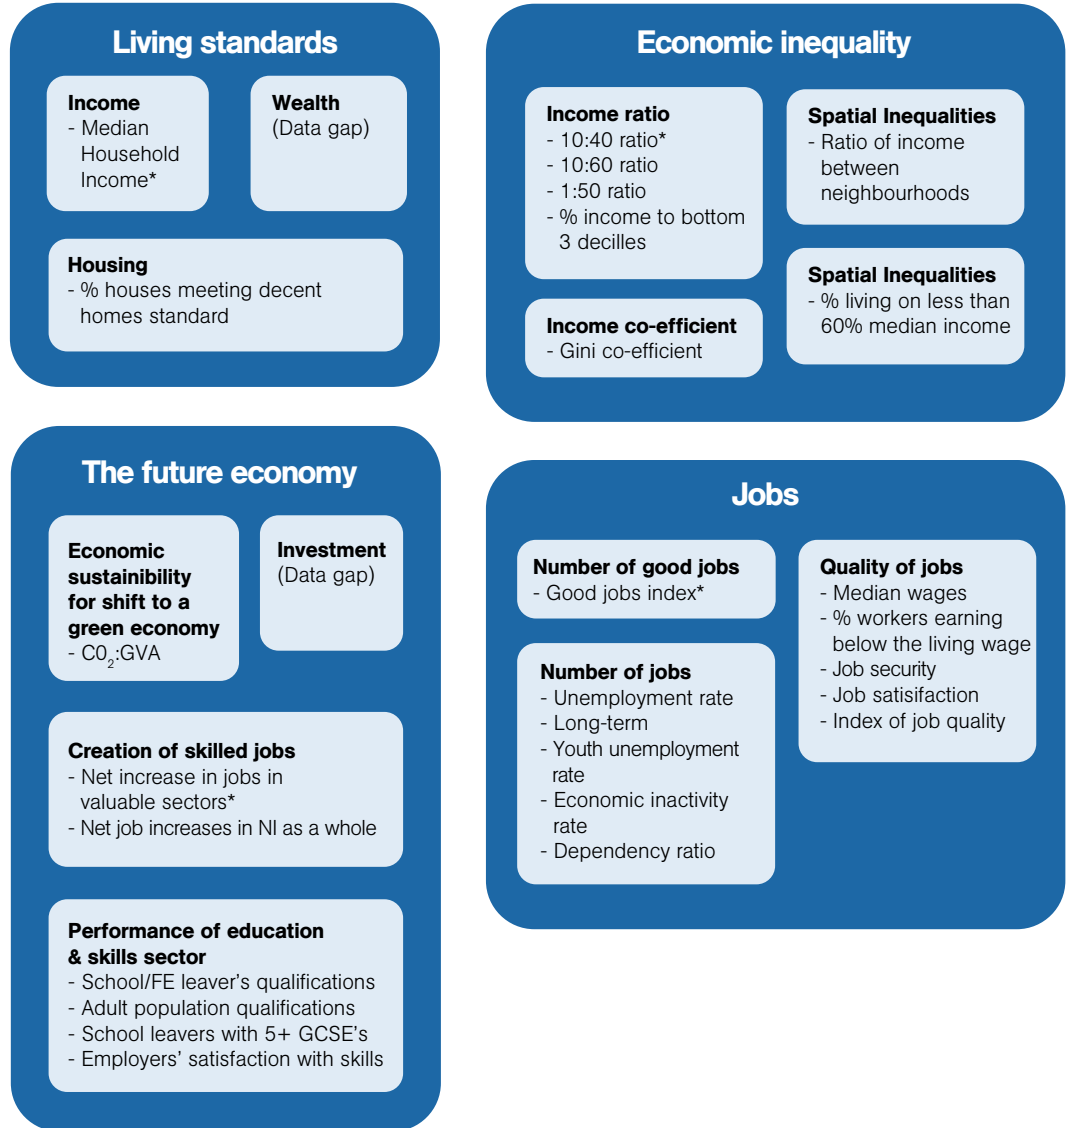 Living standards
Income
- Median
Household
Income*
Wealth
(Data gap)
Housing
- % houses meeting decent
homes standard
Economic inequality
Income ratio
- 10:40 ratio*
- 10:60 ratio
- 1:50 ratio
- % income to bottom
3 decilles
Spatial Inequalities
- Ratio of income
between
neighbourhoods
Income co-efficient
- Gini co-efficient
Spatial Inequalities
- % living on less than
60% median income
The future economy
Economic
sustainibility
for shift to a
green economy
- C0₂:GVA
Investment
(Data gap)
Creation of skilled jobs
- Net increase in jobs in
valuable sectors*
- Net job increases in NI as a whole
Performance of education
& skills sector
- School/FE leaver's qualifications
- Adult population qualifications
- School leavers with 5+ GCSE's
- Employers' satisfaction with skills
Jobs
Number of good jobs
- Good jobs index*
Number of jobs
- Unemployment rate
- Long-term
- Youth unemployment
rate
- Economic inactivity
rate
- Dependency ratio
Quality of jobs
- Median wages
- % workers earning
below the living wage
- Job security
- Job satisifaction
- Index of job quality